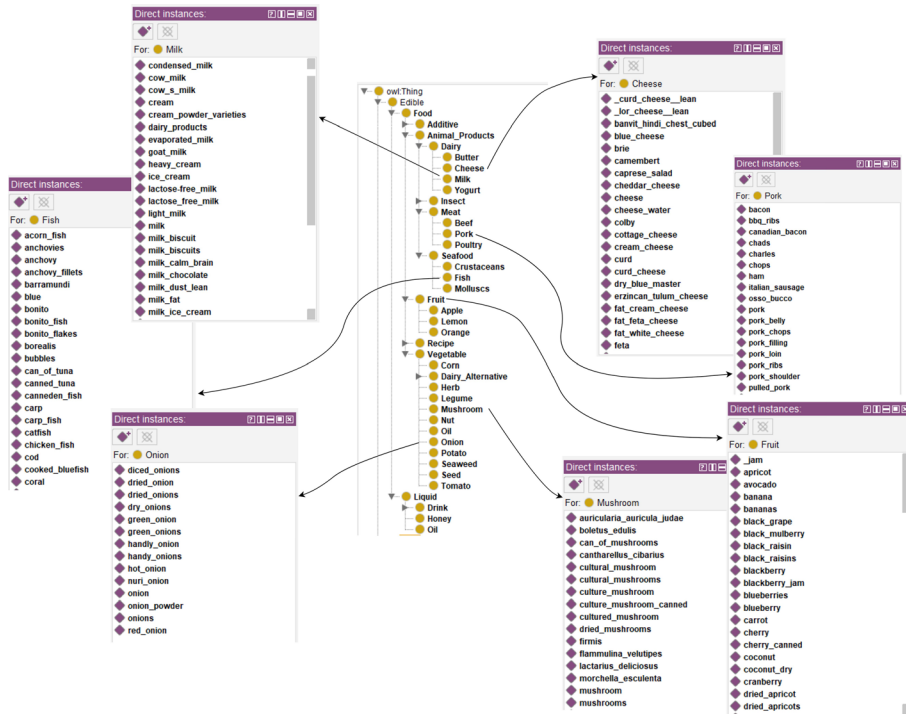 Direct instances:
For: Milk
condensed_milk
cow_milk
cow_s_milk
cream
cream_powder_varieties
dairy_products
evaporated_milk
goat_milk
heavy_cream
ice_cream
lactose-free_milk
lactose_free_milk
light_milk
milk
milk_biscuit
milk_biscuits
milk_calm_brain
milk_chocolate
milk_dust_lean
milk_fat
milk_ice_cream
owl:Thing
Edible
Food
Additive
Animal_Products
Dairy
Butter
Cheese
Milk
Yogurt
Insect
Meat
Beef
Pork
Poultry
Seafood
Crustaceans
Fish
Molluscs
Fruit
Apple
Lemon
Orange
Recipe
Vegetable
Corn
Dairy_Alternative
Herb
Legume
Mushroom
Nut
Oil
Onion
Potato
Seaweed
Seed
Tomato
Liquid
Drink
Honey
Oil
Direct instances:
For: Cheese
_curd_cheese__lean
_lor_cheese__lean
banvit_hindi_chest_cubed
blue_cheese
brie
camembert
caprese_salad
cheddar_cheese
cheese
cheese_water
colby
cottage_cheese
cream_cheese
curd
curd_cheese
dry_blue_master
erzincan_tulum_cheese
fat_cream_cheese
fat_feta_cheese
fat_white_cheese
feta
Direct instances:
For: Pork
bacon
bbq_ribs
canadian_bacon
chads
charles
chops
ham
italian_sausage
osso_bucco
pork
pork_belly
pork_chops
pork_filling
pork_loin
pork_ribs
pork_shoulder
pulled_pork
Direct instances:
For: Fish
acorn_fish
anchovies
anchovy
anchovy_fillets
barramundi
blue
bonito
bonito_fish
bonito_flakes
borealis
bubbles
can_of_tuna
canned_tuna
canneden_fish
carp
carp_fish
catfish
chicken_fish
cod
cooked_bluefish
coral
Direct instances:
For: Onion
diced_onions
dried_onion
dried_onions
dry_onions
green_onion
green_onions
handly_onion
handy_onions
hot_onion
nuri_onion
onion
onion_powder
onions
red_onion
Direct instances:
For: Mushroom
auricularia_auricula_judae
boletus_edulis
can_of_mushrooms
cantharellus_cibarius
cultural_mushroom
cultural_mushrooms
culture_mushroom
culture_mushroom_canned
cultured_mushroom
dried_mushrooms
firmis
flammulina_velutipes
lactarius_deliciosus
morchella_esculenta
mushroom
mushrooms
Direct instances:
For: Fruit
_jam
apricot
avocado
banana
bananas
black_grape
black_mulberry
black_raisin
black_raisins
blackberry
blackberry_jam
blueberries
blueberry
carrot
cherry
cherry_canned
coconut
coconut_dry
cranberry
dried_apricot
dried_apricots